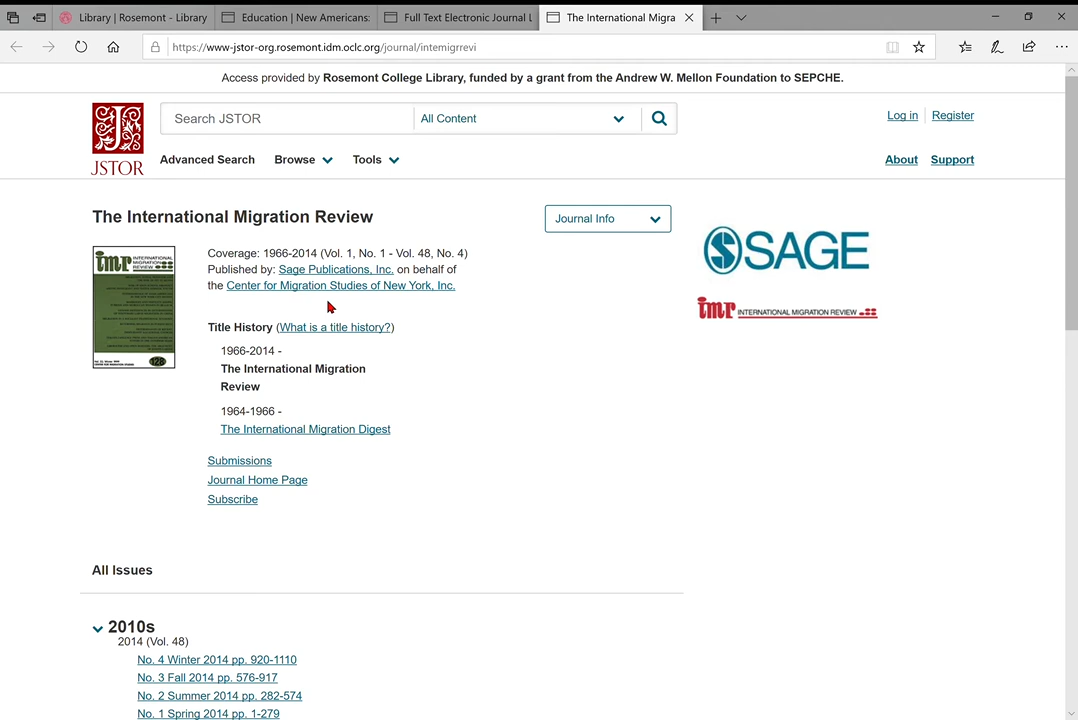 Library | Rosemont - Library
Education | New Americans:
Full Text Electronic Journal L
The International Migra
https://www-jstor-org.rosemont.idm.oclc.org/journal/intemigrrevi
Access provided by Rosemont College Library, funded by a grant from the Andrew W. Mellon Foundation to SEPCHE.
JSTOR
Search JSTOR
All Content
Log in
Register
Advanced Search
Browse
Tools
About
Support
The International Migration Review
Journal Info
SAGE
imr INTERNATIONAL MIGRATION REVIEW
imr INTERNATIONAL MIGRATION REVIEW
128
Coverage: 1966-2014 (Vol. 1, No. 1 - Vol. 48, No. 4)
Published by: Sage Publications, Inc. on behalf of
the Center for Migration Studies of New York, Inc.
Title History (What is a title history?)
1966-2014 -
The International Migration
Review
1964-1966 -
The International Migration Digest
Submissions
Journal Home Page
Subscribe
All Issues
2010s
2014 (Vol. 48)
No. 4 Winter 2014 pp. 920-1110
No. 3 Fall 2014 pp. 576-917
No. 2 Summer 2014 pp. 282-574
No. 1 Spring 2014 pp. 1-279